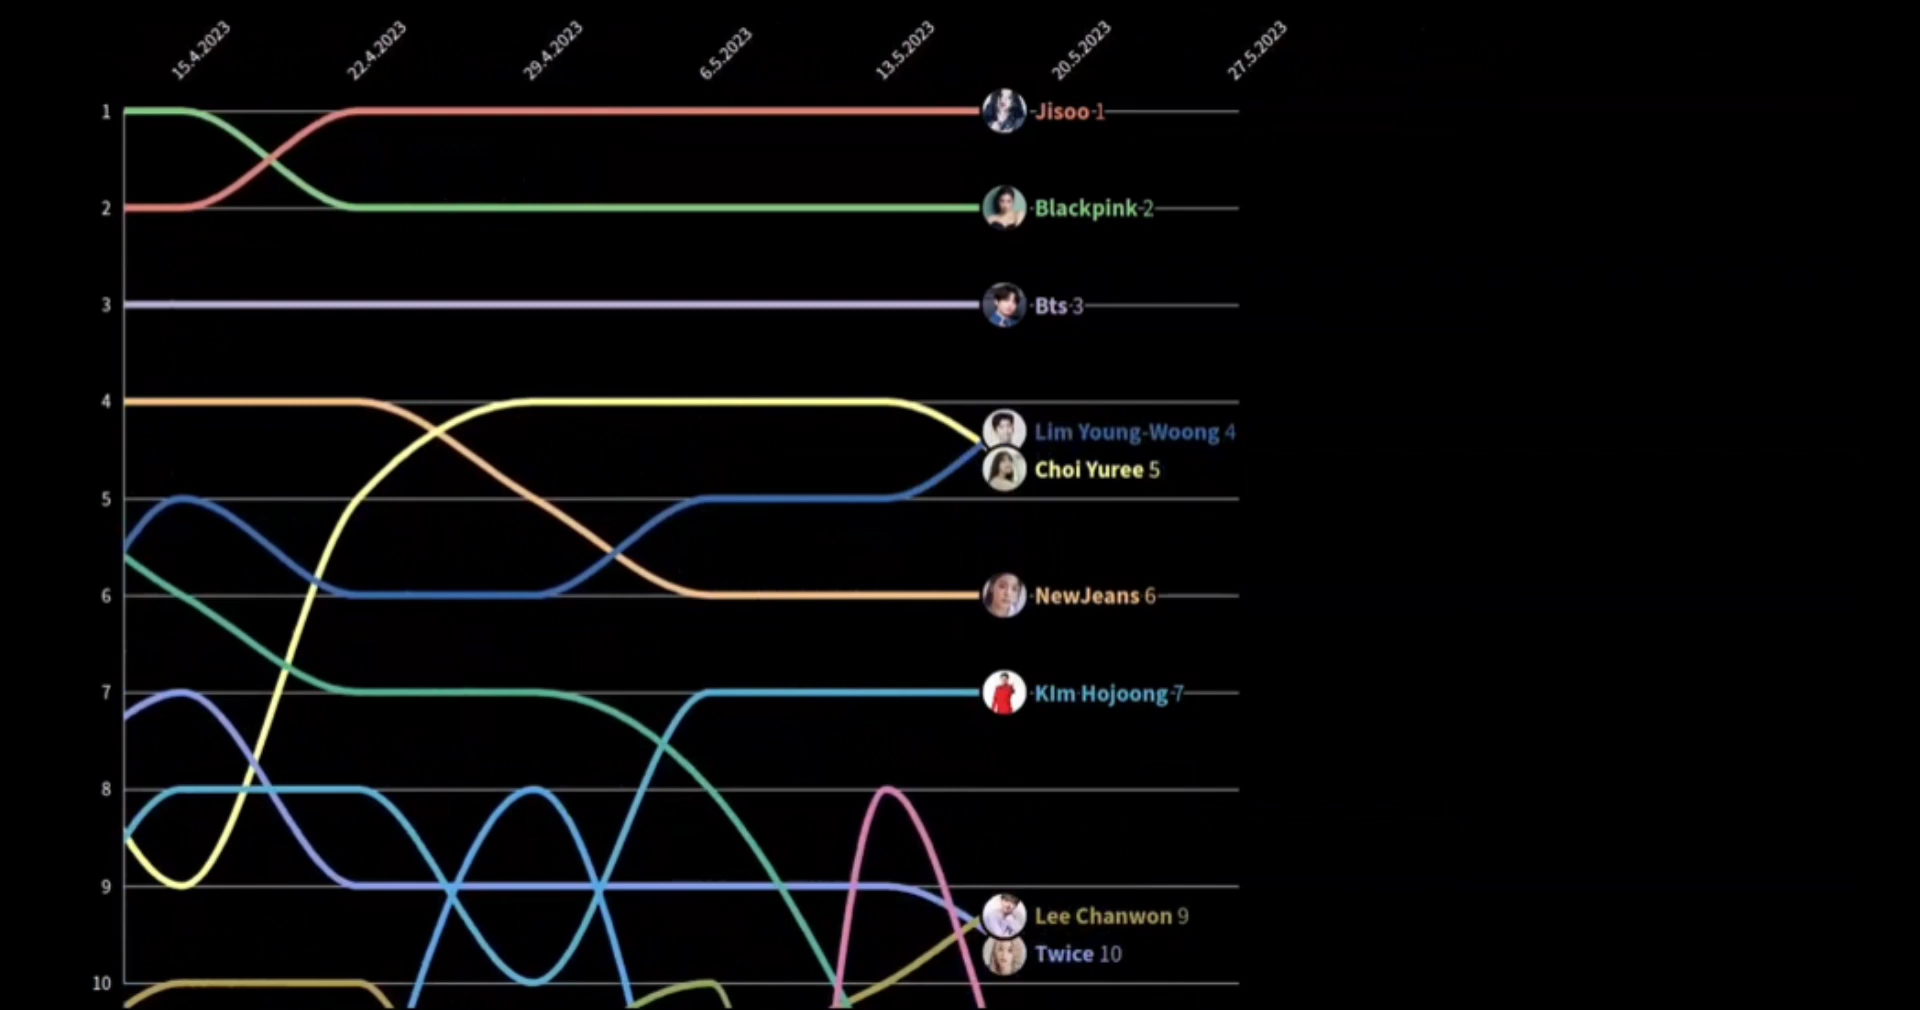 15.4.2023 22.4.2023 29.4.2023 6.5.2023 13.5.2023 20.5.2023 27.5.2023
1 Jisoo 1
2 Blackpink 2
3 Bts 3
4
Lim Young-Woong 4
Choi Yuree 5
5
6 NewJeans 6
7 KIm Hojoong 7
8
9
Lee Chanwon 9
Twice 10
10